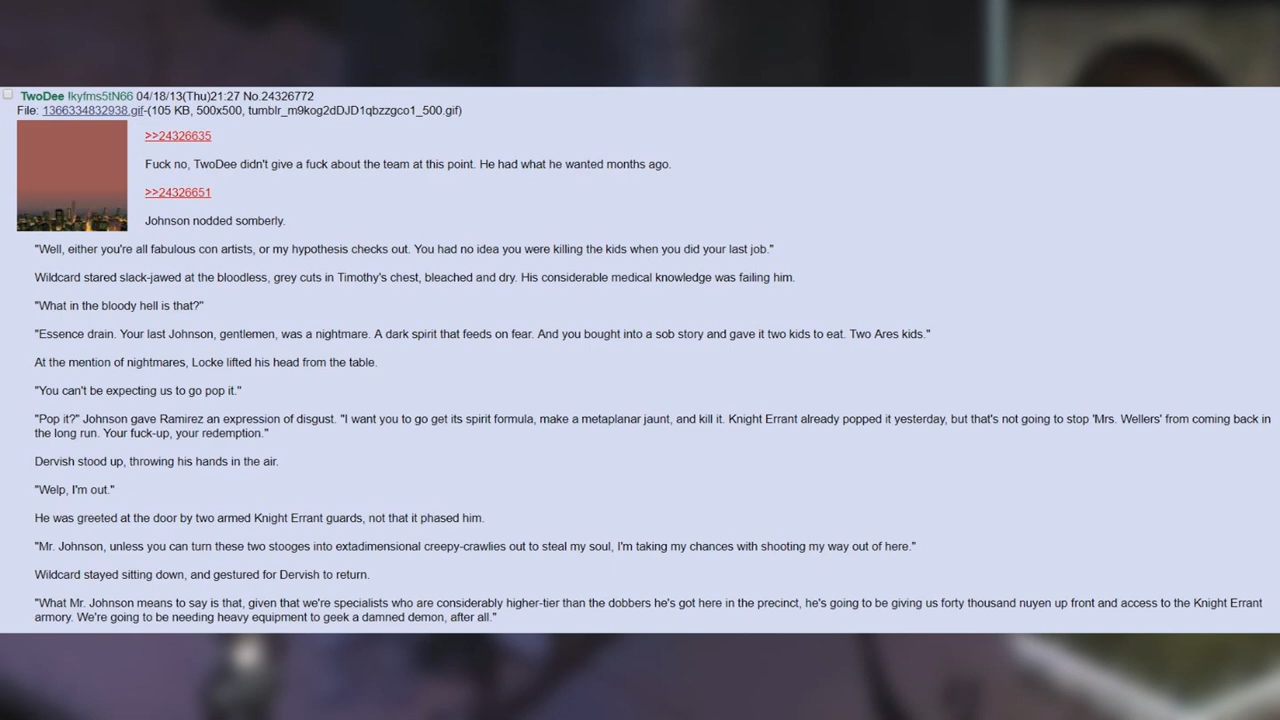 TwoDee !kyfms5tN66 04/18/13(Thu)21:27 No.24326772
File: 1366334832938.gif-(105 KB, 500x500, tumblr_m9kog2dDJD1qbzzgco1_500.gif)
>>24326635
Fuck no, TwoDee didn't give a fuck about the team at this point. He had what he wanted months ago.
>>24326651
Johnson nodded somberly.
"Well, either you're all fabulous con artists, or my hypothesis checks out. You had no idea you were killing the kids when you did your last job."
Wildcard stared slack-jawed at the bloodless, grey cuts in Timothy's chest, bleached and dry. His considerable medical knowledge was failing him.
"What in the bloody hell is that?"
"Essence drain. Your last Johnson, gentlemen, was a nightmare. A dark spirit that feeds on fear. And you bought into a sob story and gave it two kids to eat. Two Ares kids."
At the mention of nightmares, Locke lifted his head from the table.
"You can't be expecting us to go pop it."
"Pop it?" Johnson gave Ramirez an expression of disgust. "I want you to go get its spirit formula, make a metaplanar jaunt, and kill it. Knight Errant already popped it yesterday, but that's not going to stop 'Mrs. Wellers' from coming back in
the long run. Your fuck-up, your redemption."
Dervish stood up, throwing his hands in the air.
"Welp, I'm out."
He was greeted at the door by two armed Knight Errant guards, not that it phased him.
"Mr. Johnson, unless you can turn these two stooges into extadimensional creepy-crawlies out to steal my soul, I'm taking my chances with shooting my way out of here."
Wildcard stayed sitting down, and gestured for Dervish to return.
"What Mr. Johnson means to say is that, given that we're specialists who are considerably higher-tier than the dobbers he's got here in the precinct, he's going to be giving us forty thousand nuyen up front and access to the Knight Errant
armory. We're going to be needing heavy equipment to geek a damned demon, after all."